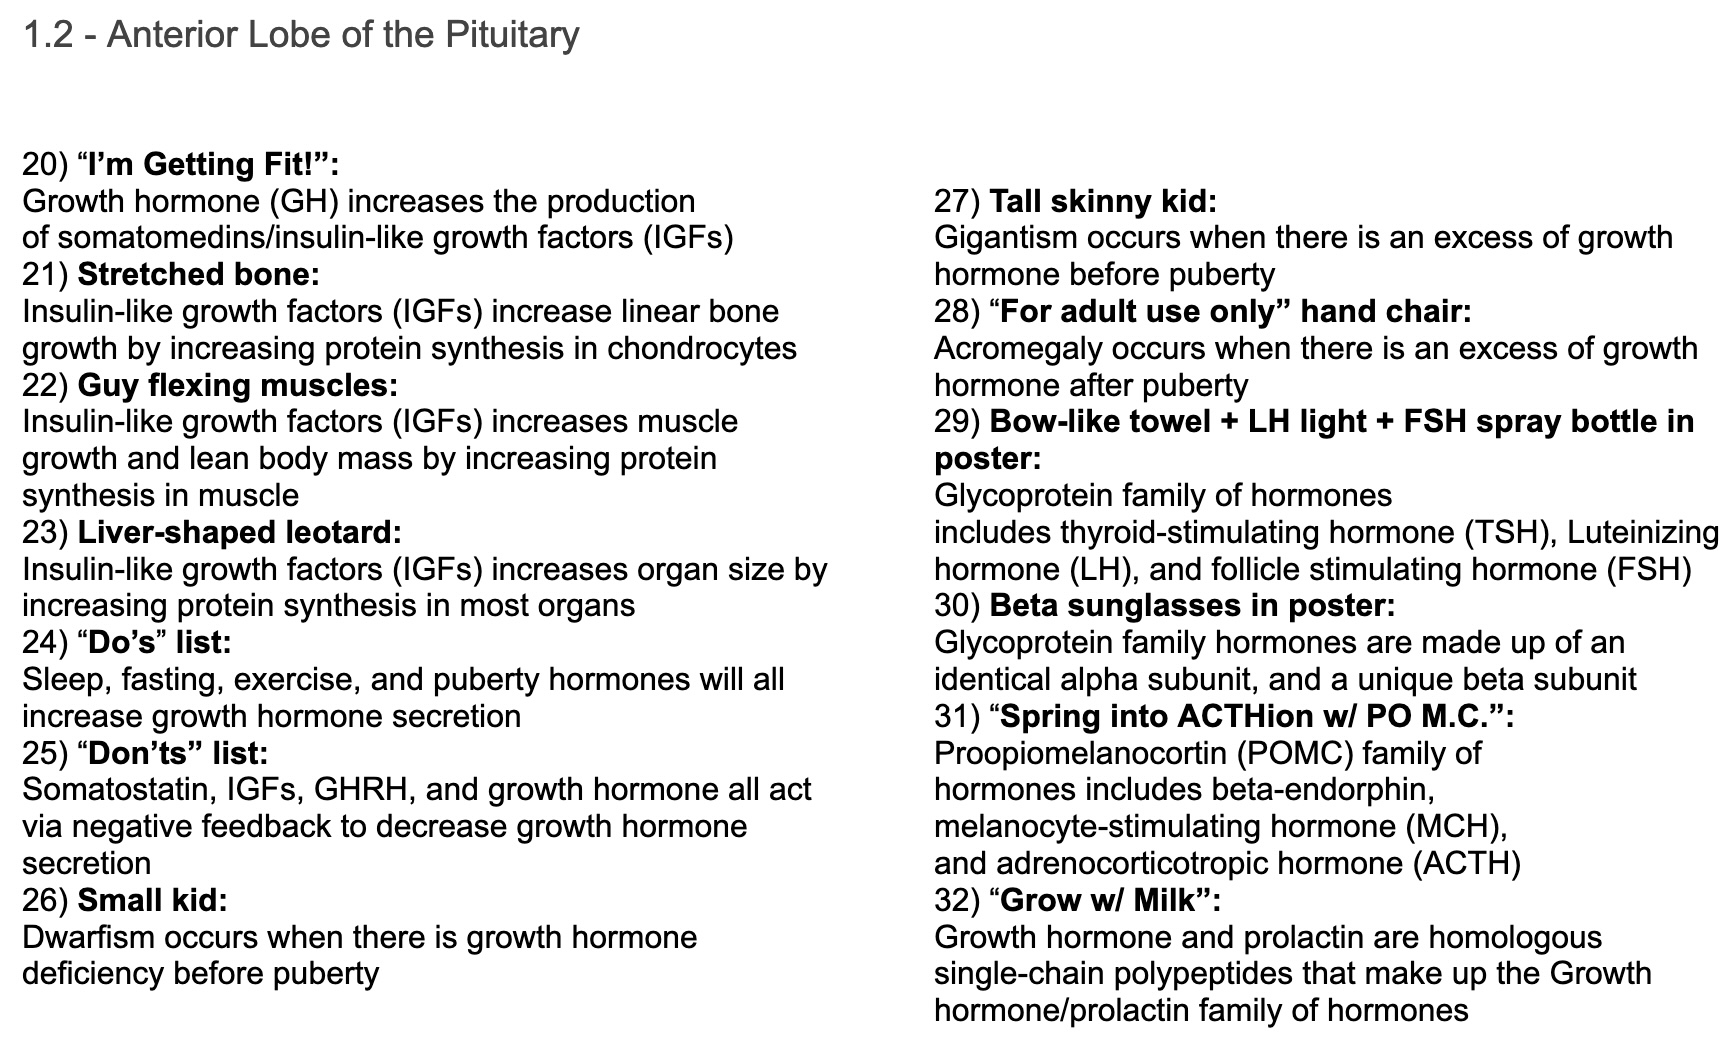 1.2 - Anterior Lobe of the Pituitary
20) “I’m Getting Fit!”:
Growth hormone (GH) increases the production
of somatomedins/insulin-like growth factors (IGFs)
21) Stretched bone:
Insulin-like growth factors (IGFs) increase linear bone
growth by increasing protein synthesis in chondrocytes
22) Guy flexing muscles:
Insulin-like growth factors (IGFs) increases muscle
growth and lean body mass by increasing protein
synthesis in muscle
23) Liver-shaped leotard:
Insulin-like growth factors (IGFs) increases organ size by
increasing protein synthesis in most organs
24) “Do’s” list:
Sleep, fasting, exercise, and puberty hormones will all
increase growth hormone secretion
25) “Don’ts” list:
Somatostatin, IGFs, GHRH, and growth hormone all act
via negative feedback to decrease growth hormone
secretion
26) Small kid:
Dwarfism occurs when there is growth hormone
deficiency before puberty
27) Tall skinny kid:
Gigantism occurs when there is an excess of growth
hormone before puberty
28) “For adult use only” hand chair:
Acromegaly occurs when there is an excess of growth
hormone after puberty
29) Bow-like towel + LH light + FSH spray bottle in
poster:
Glycoprotein family of hormones
includes thyroid-stimulating hormone (TSH), Luteinizing
hormone (LH), and follicle stimulating hormone (FSH)
30) Beta sunglasses in poster:
Glycoprotein family hormones are made up of an
identical alpha subunit, and a unique beta subunit
31) “Spring into ACTHion w/ PO M.C.”:
Proopiomelanocortin (POMC) family of
hormones includes beta-endorphin,
melanocyte-stimulating hormone (MCH),
and adrenocorticotropic hormone (ACTH)
32) “Grow w/ Milk”:
Growth hormone and prolactin are homologous
single-chain polypeptides that make up the Growth
hormone/prolactin family of hormones